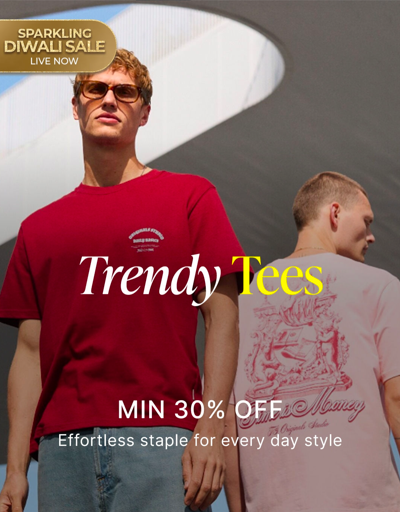 SPARKLING
DIWALI SALE
LIVE NOW
Trendy Tees
MIN 30% OFF
Effortless staple for every day style